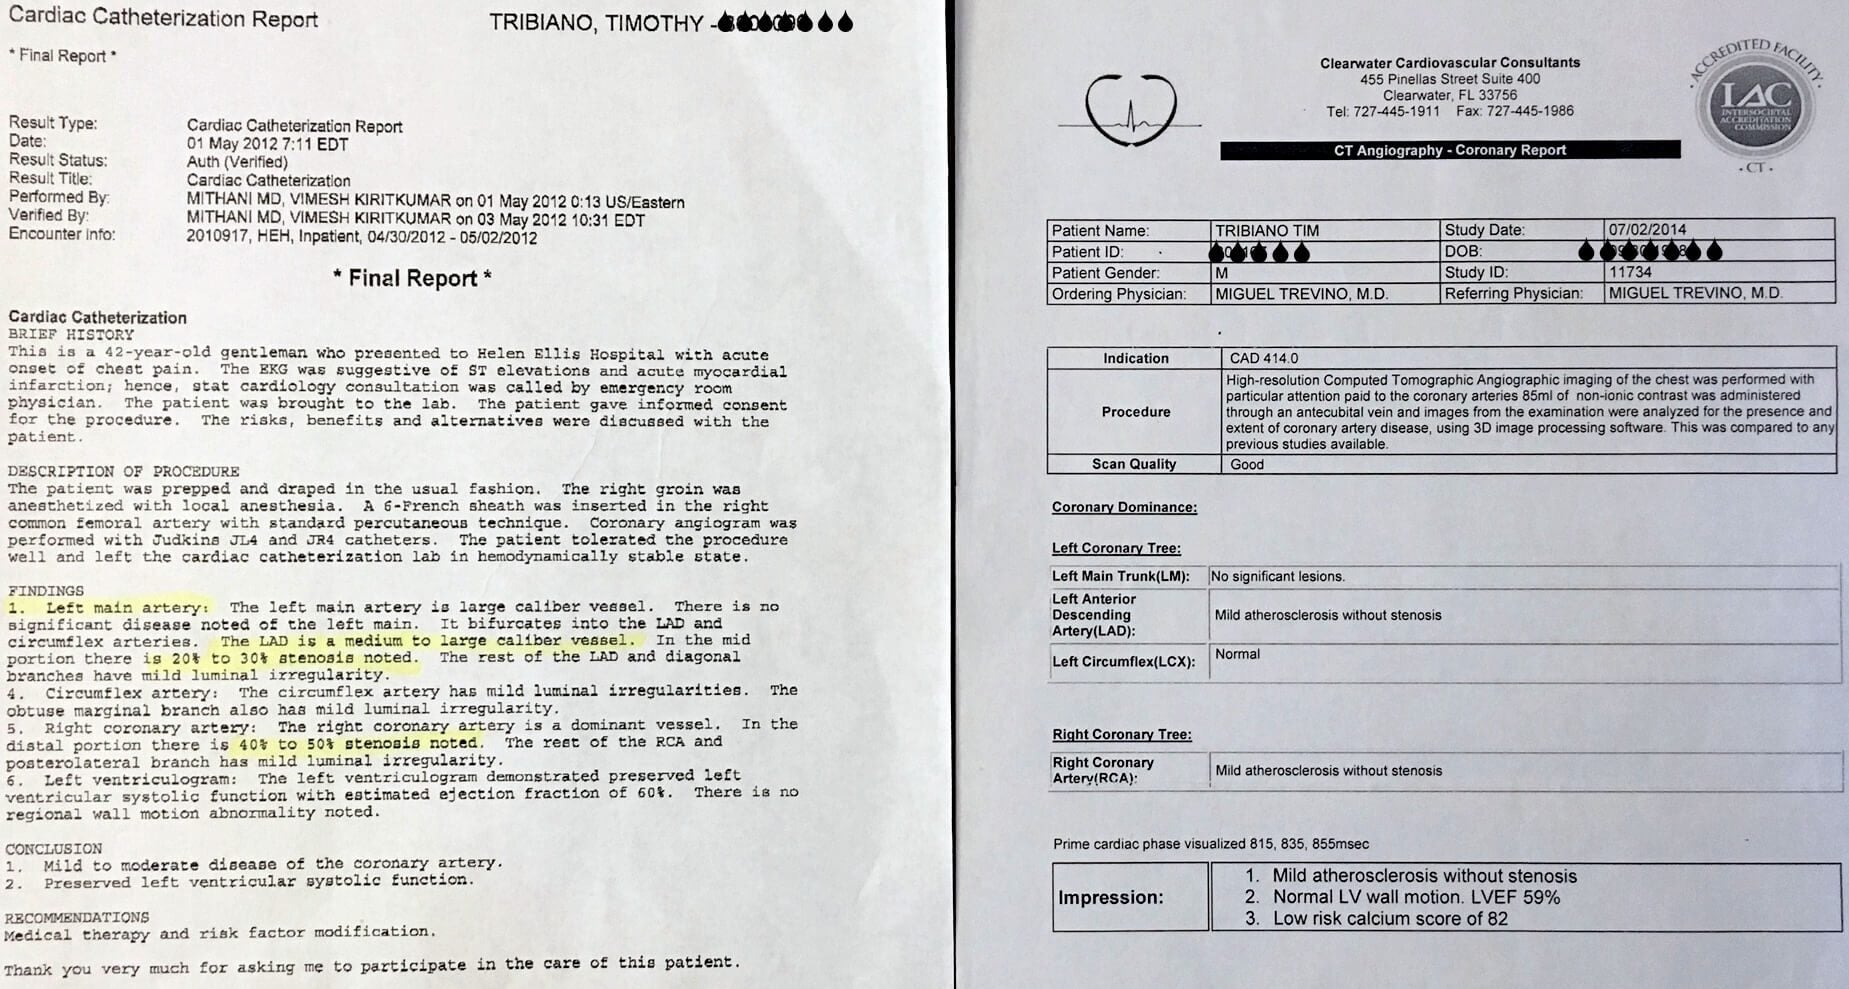 Cardiac Catheterization Report
TRIBIANO, TIMOTHY -
* Final Report *
Result Type: Cardiac Catheterization Report
Date: 01 May 2012 7:11 EDT
Result Status: Auth (Verified)
Result Title: Cardiac Catheterization
Performed By: MITHANI MD, VIMESH KIRITKUMAR on 01 May 2012 0:13 US/Eastern
Verified By: MITHANI MD, VIMESH KIRITKUMAR on 03 May 2012 10:31 EDT
Encounter info: 2010917, HEH, Inpatient, 04/30/2012 - 05/02/2012
* Final Report *
Cardiac Catheterization
BRIEF HISTORY
This is a 42-year-old gentleman who presented to Helen Ellis Hospital with acute
onset of chest pain. The EKG was suggestive of ST elevations and acute myocardial
infarction; hence, stat cardiology consultation was called by emergency room
physician. The patient was brought to the lab. The patient gave informed consent
for the procedure. The risks, benefits and alternatives were discussed with the
patient.
DESCRIPTION OF PROCEDURE
The patient was prepped and draped in the usual fashion. The right groin was
anesthetized with local anesthesia. A 6-French sheath was inserted in the right
common femoral artery with standard percutaneous technique. Coronary angiogram was
performed with Judkins JL4 and JR4 catheters. The patient tolerated the procedure
well and left the cardiac catheterization lab in hemodynamically stable state.
FINDINGS
1. Left main artery: The left main artery is large caliber vessel. There is no
significant disease noted of the left main. It bifurcates into the LAD and
circumflex arteries. The LAD is a medium to large caliber vessel. In the mid
portion there is 20% to 30% stenosis noted. The rest of the LAD and diagonal
branches have mild luminal irregularity.
4. Circumflex artery: The circumflex artery has mild luminal irregularities. The
obtuse marginal branch also has mild luminal irregularity.
5. Right coronary artery: The right coronary artery is a dominant vessel. In the
distal portion there is 40% to 50% stenosis noted. The rest of the RCA and
posterolateral branch has mild luminal irregularity.
6. Left ventriculogram: The left ventriculogram demonstrated preserved left
ventricular systolic function with estimated ejection fraction of 60%. There is no
regional wall motion abnormality noted.
CONCLUSION
1. Mild to moderate disease of the coronary artery.
2. Preserved left ventricular systolic function.
RECOMMENDATIONS
Medical therapy and risk factor modification.
Thank you very much for asking me to participate in the care of this patient.
Clearwater Cardiovascular Consultants
455 Pinellas Street Suite 400
Clearwater, FL 33756
Tel: 727-445-1911 Fax: 727-445-1986
CT Angiography - Coronary Report
ACCREDITED FACILITY
IAC
INTERSOCIETAL
ACCREDITATION
COMMISSION
- CT -
Patient Name: TRIBIANO TIM Study Date: 07/02/2014
Patient ID: DOB:
Patient Gender: M Study ID: 11734
Ordering Physician: MIGUEL TREVINO, M.D. Referring Physician: MIGUEL TREVINO, M.D.
Indication CAD 414.0
Procedure
High-resolution Computed Tomographic Angiographic imaging of the chest was performed with
particular attention paid to the coronary arteries 85ml of non-ionic contrast was administered
through an antecubital vein and images from the examination were analyzed for the presence and
extent of coronary artery disease, using 3D image processing software. This was compared to any
previous studies available.
Scan Quality Good
Coronary Dominance:
Left Coronary Tree:
Left Main Trunk(LM): No significant lesions.
Left Anterior
Descending
Artery(LAD):
Mild atherosclerosis without stenosis
Left Circumflex(LCX): Normal
Right Coronary Tree:
Right Coronary
Artery(RCA):
Mild atherosclerosis without stenosis
Prime cardiac phase visualized 815, 835, 855msec
Impression:
1. Mild atherosclerosis without stenosis
2. Normal LV wall motion. LVEF 59%
3. Low risk calcium score of 82